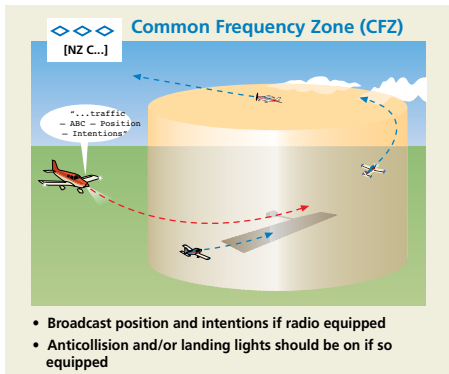 Common Frequency Zone (CFZ)
[NZ C...]
"...traffic
– ABC – Position
– Intentions"
• Broadcast position and intentions if radio equipped
• Anticollision and/or landing lights should be on if so
equipped